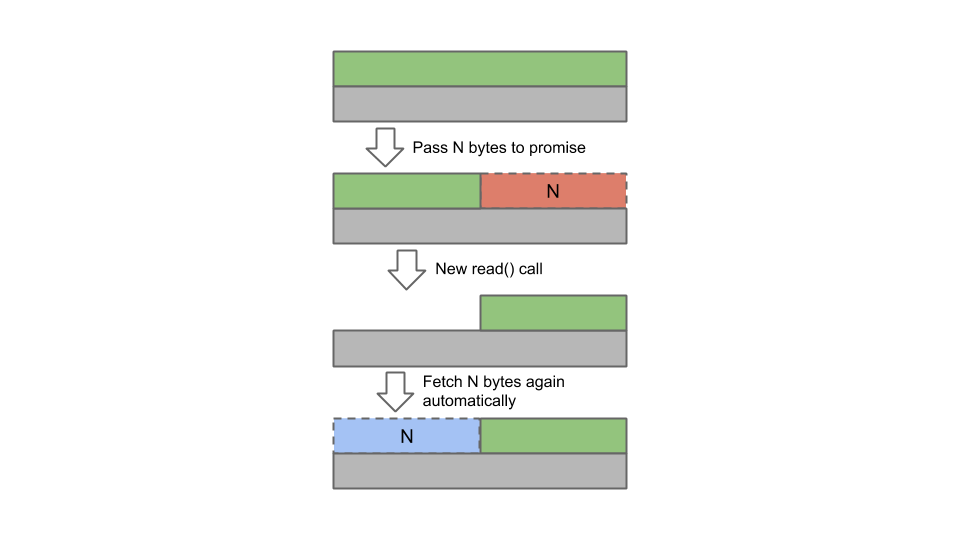 Pass N bytes to promise
N
New read() call
Fetch N bytes again
automatically
N